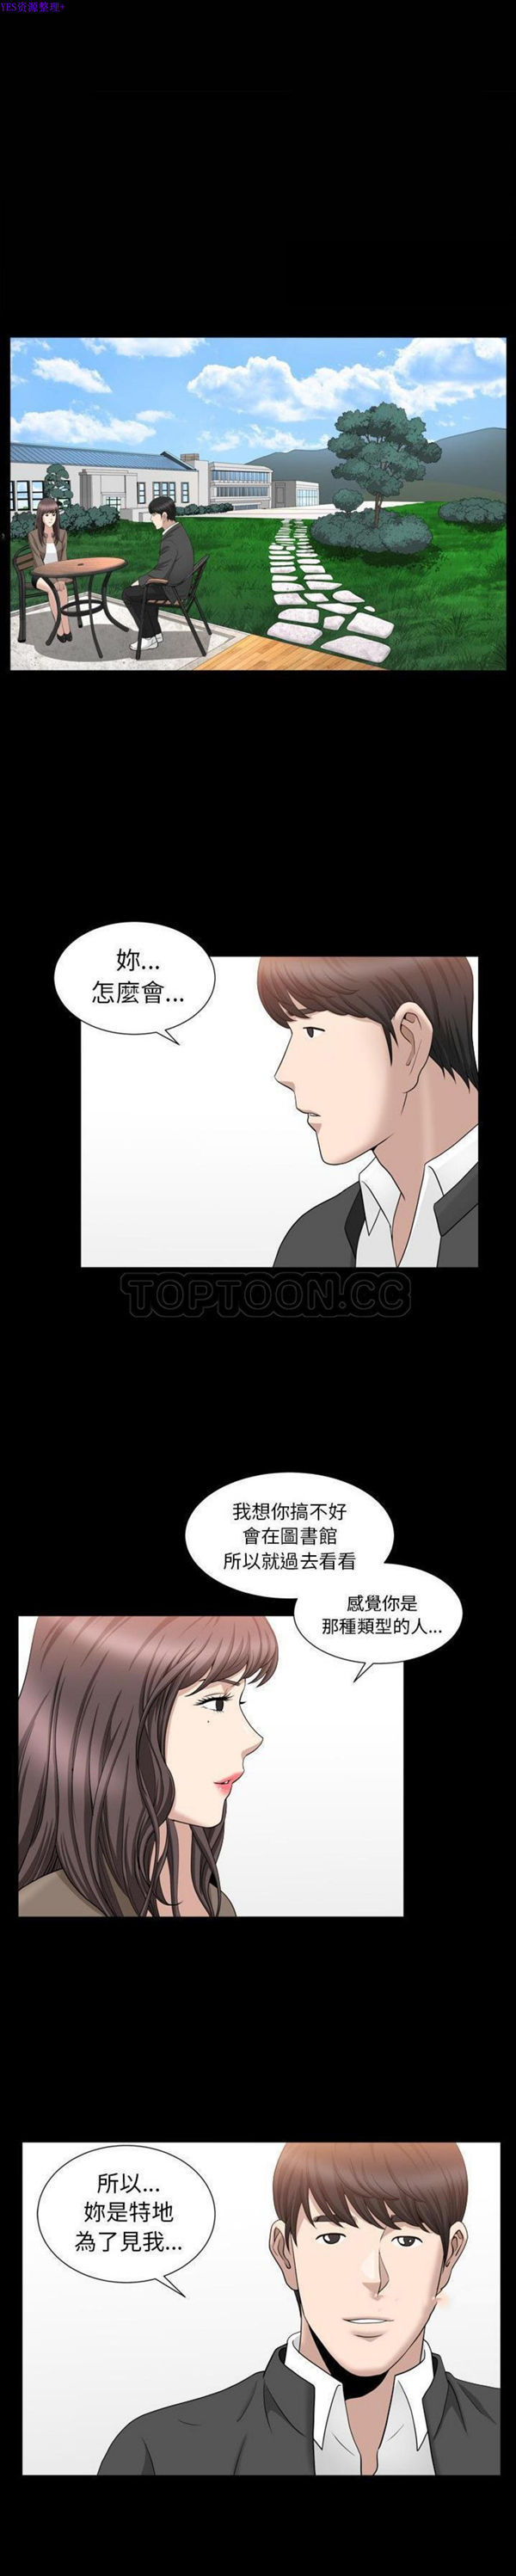 YES资源整理+
妳...
怎麼會...
TOPTOON.CC
我想你搞不好
會在圖書館
所以就過去看看
感覺你是
那種類型的人...
所以...
妳是特地
為了見我...